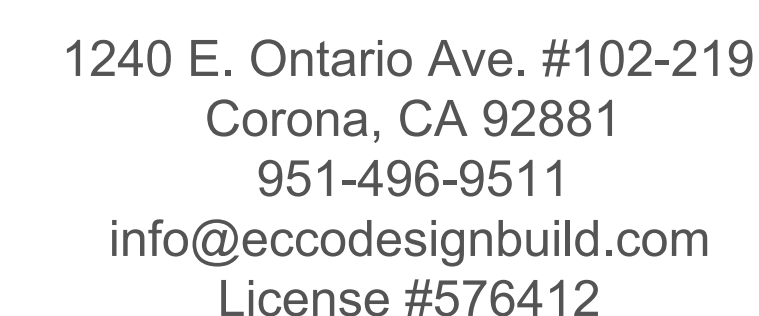 1240 E. Ontario Ave. #102-219
Corona, CA 92881
951-496-9511
info@eccodesignbuild.com
License #576412